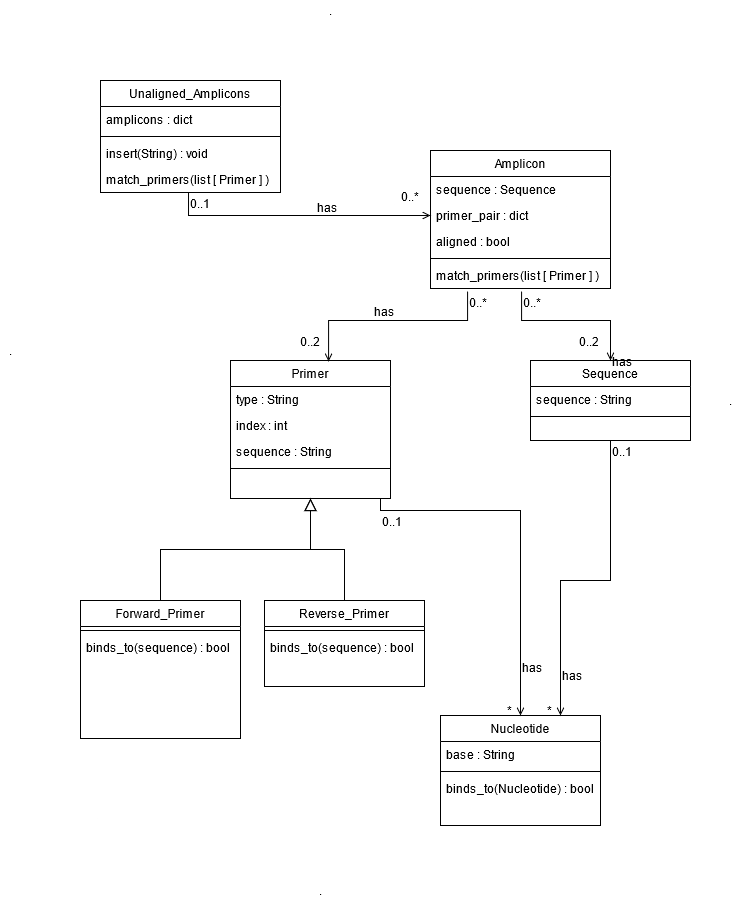 Unaligned_Amplicons
amplicons : dict
insert(String) : void
match_primers(list [ Primer ] )
0..1
has
0..*
Amplicon
sequence : Sequence
primer_pair : dict
aligned : bool
match_primers(list [ Primer ] )
0..*
0..*
has
0..2
0..2
has
Primer
type : String
index : int
sequence : String
Sequence
sequence : String
0..1
0..1
Forward_Primer
binds_to(sequence) : bool
Reverse_Primer
binds_to(sequence) : bool
has
has
*
*
Nucleotide
base : String
binds_to(Nucleotide) : bool